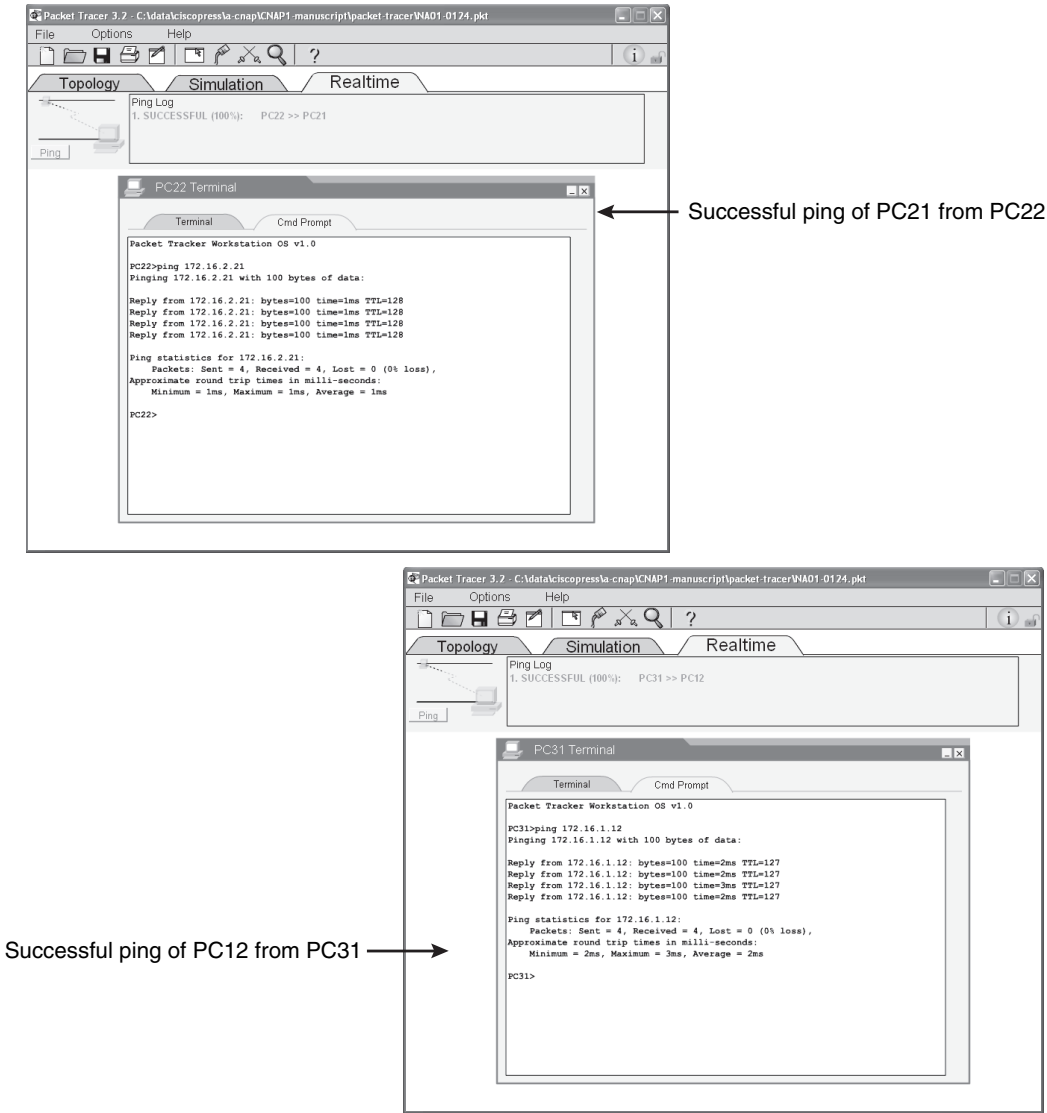 Packet Tracer 3.2 - C:\data\ciscopress\a-cnap\CNAP1-manuscript\packet-tracer\NA01-0124.pkt
File Options Help
?
i
Topology Simulation Realtime
Ping Log
1. SUCCESSFUL (100%): PC22 >> PC21
Ping
PC22 Terminal
Successful ping of PC21 from PC22
Terminal Cmd Prompt
Packet Tracker Workstation OS v1.0
PC22>ping 172.16.2.21
Pinging 172.16.2.21 with 100 bytes of data:
Reply from 172.16.2.21: bytes=100 time=1ms TTL=128
Reply from 172.16.2.21: bytes=100 time=1ms TTL=128
Reply from 172.16.2.21: bytes=100 time=1ms TTL=128
Reply from 172.16.2.21: bytes=100 time=1ms TTL=128
Ping statistics for 172.16.2.21:
Packets: Sent = 4, Received = 4, Lost = 0 (0% loss),
Approximate round trip times in milli-seconds:
Minimum = 1ms, Maximum = 1ms, Average = 1ms
PC22>
Packet Tracer 3.2 - C:\data\ciscopress\a-cnap\CNAP1-manuscript\packet-tracer\NA01-0124.pkt
File Options Help
?
i
Topology Simulation Realtime
Ping Log
1. SUCCESSFUL (100%): PC31 >> PC12
Ping
PC31 Terminal
Terminal Cmd Prompt
Packet Tracker Workstation OS v1.0
PC31>ping 172.16.1.12
Pinging 172.16.1.12 with 100 bytes of data:
Reply from 172.16.1.12: bytes=100 time=2ms TTL=127
Reply from 172.16.1.12: bytes=100 time=2ms TTL=127
Reply from 172.16.1.12: bytes=100 time=3ms TTL=127
Reply from 172.16.1.12: bytes=100 time=2ms TTL=127
Ping statistics for 172.16.1.12:
Packets: Sent = 4, Received = 4, Lost = 0 (0% loss),
Approximate round trip times in milli-seconds:
Minimum = 2ms, Maximum = 3ms, Average = 2ms
PC31>
Successful ping of PC12 from PC31